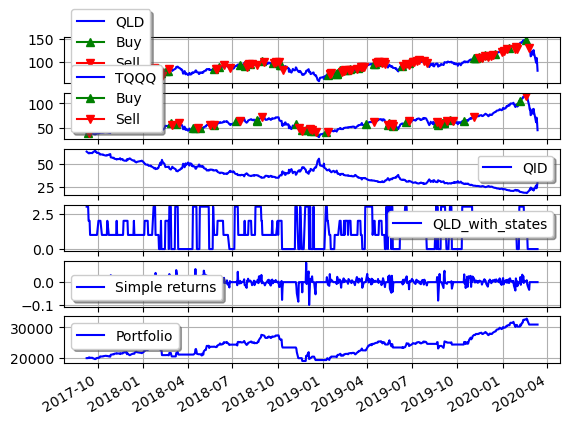 QLD
Buy
Sell
150
100
TQQQ
Buy
Sell
100
50
QID
50
25
QLD_with_states
2.5
0.0
Simple returns
0.0
−0.1
Portfolio
30000
20000
2017-10 2018-01 2018-04 2018-07 2018-10 2019-01 2019-04 2019-07 2019-10 2020-01 2020-04